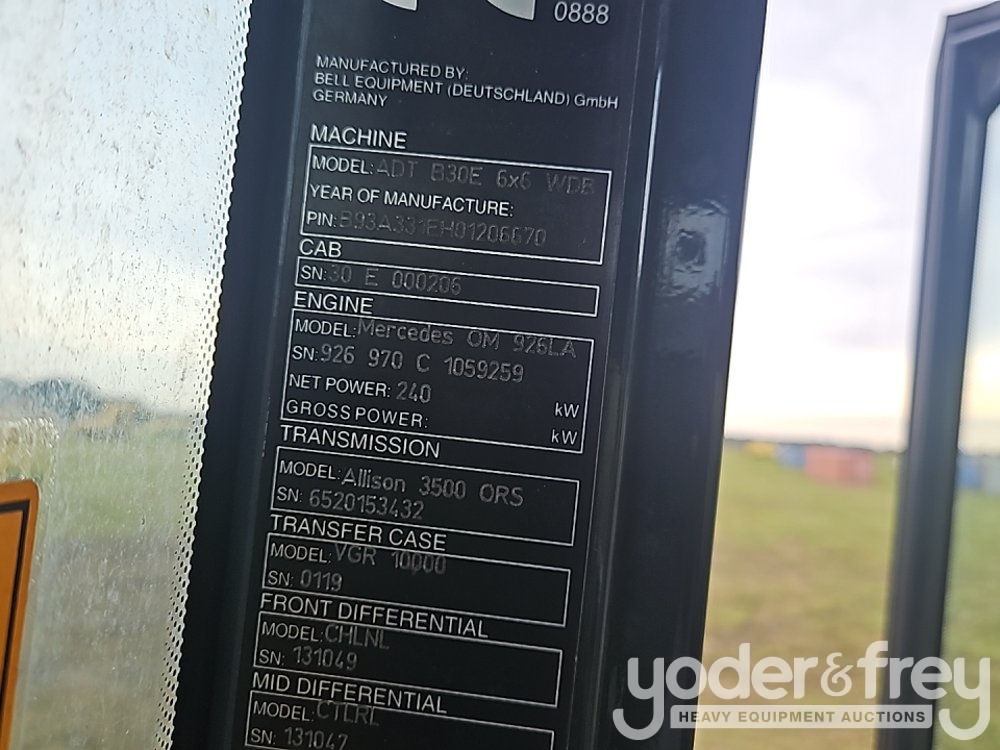 0888
MANUFACTURED BY:
BELL EQUIPMENT (DEUTSCHLAND) GmbH
GERMANY
MACHINE
MODEL: ADT B30E 6x6 WDB
YEAR OF MANUFACTURE:
PIN: B93A331EH01206670
CAB
SN: 30 E 000206
ENGINE
MODEL: Mercedes OM 926LA
SN: 926 970 C 1059259
NET POWER: 240 kW
GROSS POWER: kW
TRANSMISSION
MODEL: Allison 3500 ORS
SN: 6520153432
TRANSFER CASE
MODEL: VGR 10000
SN: 0119
FRONT DIFFERENTIAL
MODEL: CHLNL
SN: 131049
MID DIFFERENTIAL
MODEL: CTLRL
SN: 131047
yoder&frey
HEAVY EQUIPMENT AUCTIONS